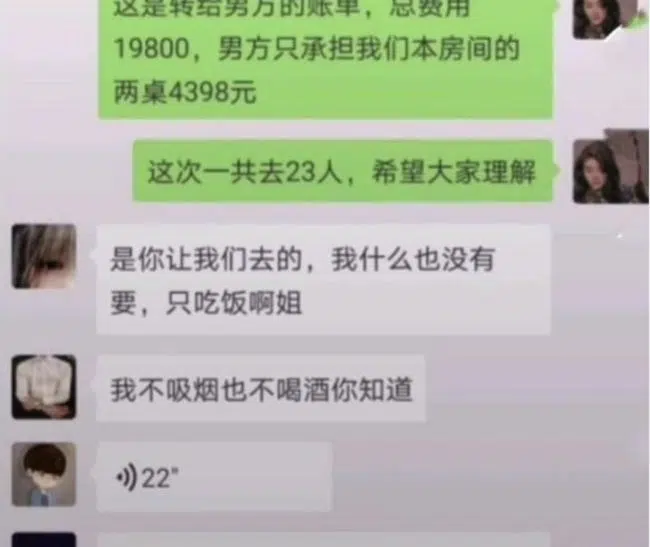 这是转给男方的账单，总费用
19800，男方只承担我们本房间的
两桌4398元
这次一共去23人，希望大家理解
是你让我们去的，我什么也没有
要，只吃饭啊姐
我不吸烟也不喝酒你知道
22"